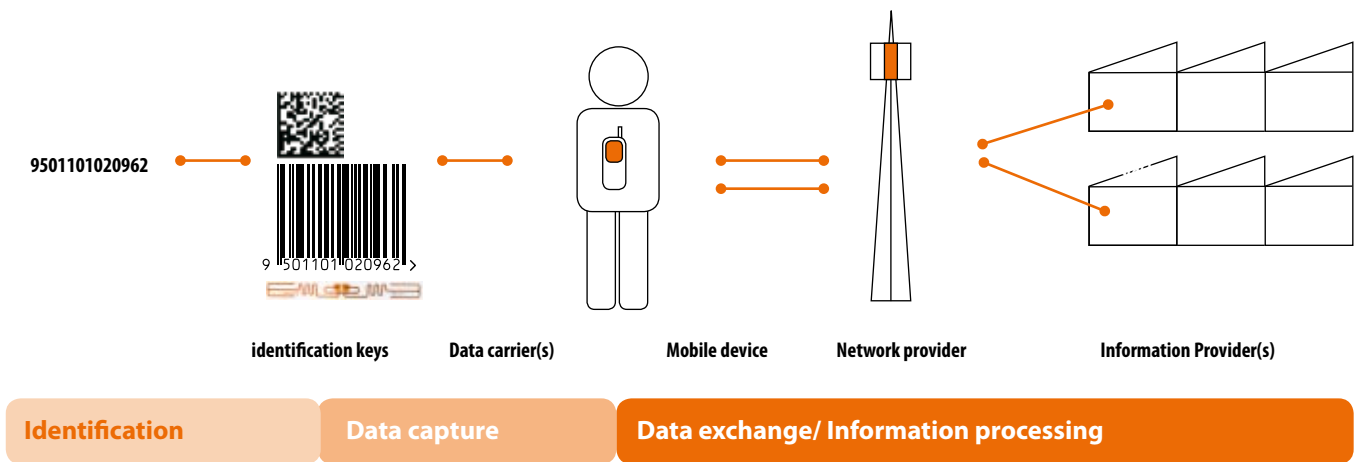 9501101020962
9 501101 020962 >
identification keys
Data carrier(s)
Mobile device
Network provider
Information Provider(s)
Identification
Data capture
Data exchange/ Information processing